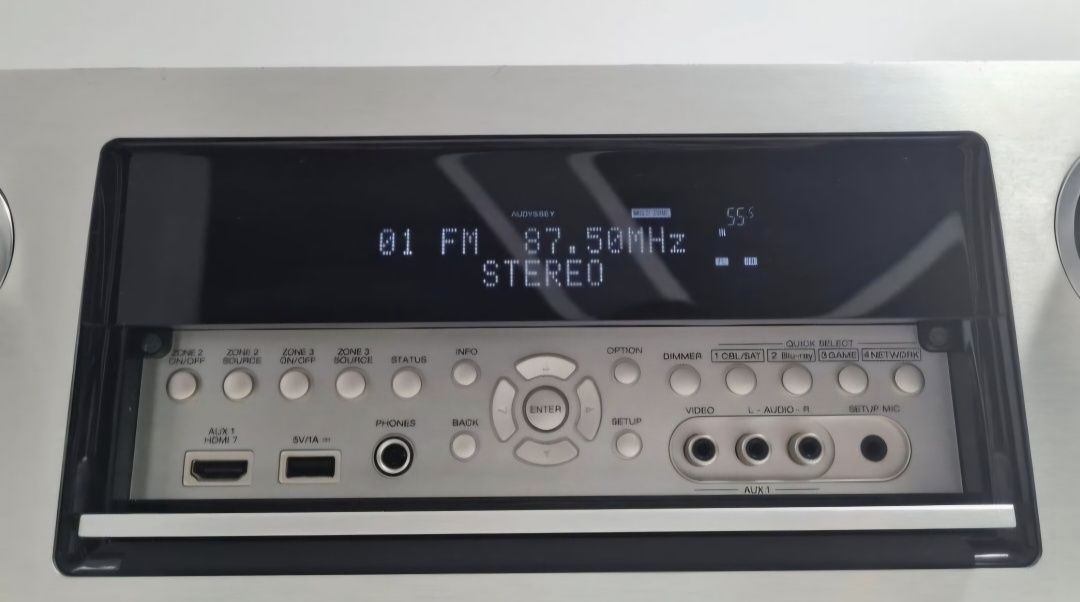 AUDYSSEY MULTI ZONE 55.5
01 FM 87.50MHz
STEREO
ZONE 2 ON/OFF
ZONE 2 SOURCE
ZONE 3 ON/OFF
ZONE 3 SOURCE
STATUS
INFO
OPTION
DIMMER
QUICK SELECT
1 CBL/SAT
2 Blu-ray
3 GAME
4 NETWORK
ENTER
BACK
SETUP
AUX 1
HDMI 7
5V/1A
PHONES
VIDEO
L - AUDIO - R
SETUP MIC
AUX 1